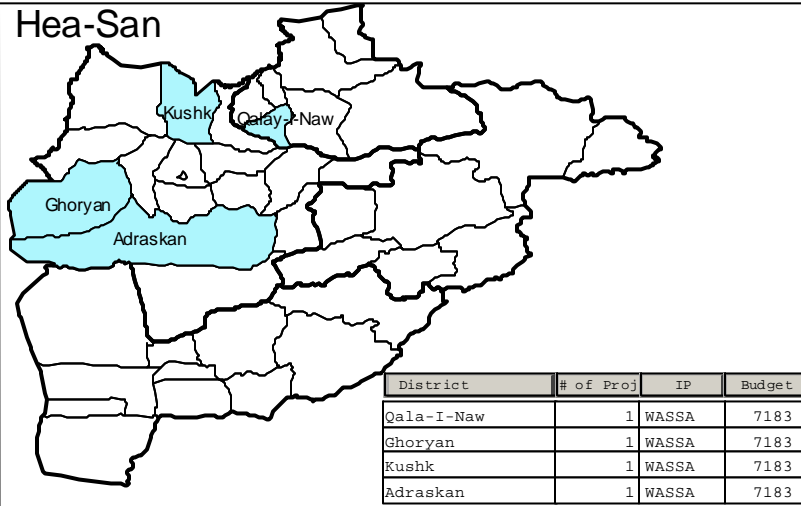 Hea-San
Kushk
Qalay-I-Naw
Ghoryan
Adraskan
District # of Proj IP Budget
Qala-I-Naw 1 WASSA 7183
Ghoryan 1 WASSA 7183
Kushk 1 WASSA 7183
Adraskan 1 WASSA 7183